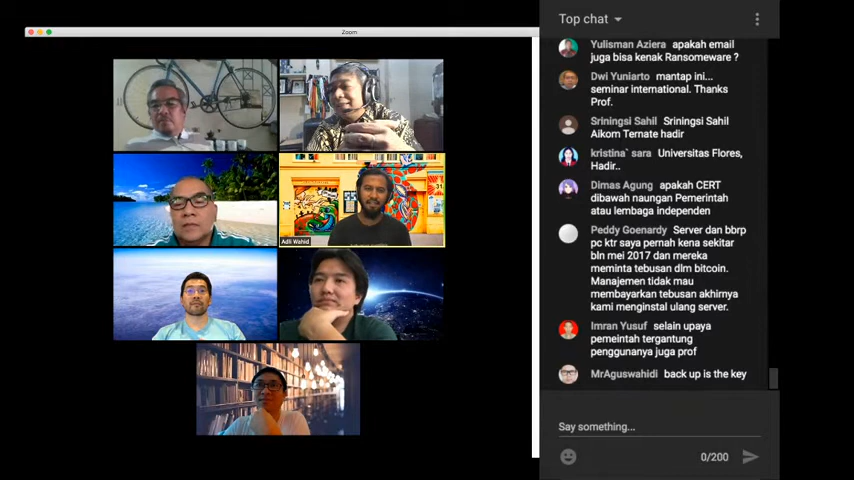 Zoom
Adli Wahid
31
Top chat
Yulisman Aziera apakah email
juga bisa kenak Ransomeware ?
Dwi Yuniarto mantap ini...
seminar international. Thanks
Prof.
Sriningsi Sahil Sriningsi Sahil
Aikom Ternate hadir
kristina` sara Universitas Flores,
Hadir..
Dimas Agung apakah CERT
dibawah naungan Pemerintah
atau lembaga independen
Peddy Goenardy Server dan bbrp
pc ktr saya pernah kena sekitar
bln mei 2017 dan mereka
meminta tebusan dlm bitcoin.
Manajemen tidak mau
membayarkan tebusan akhirnya
kami menginstal ulang server.
Imran Yusuf selain upaya
pemeintah tergantung
penggunanya juga prof
MrAguswahidi back up is the key
Say something...
0/200